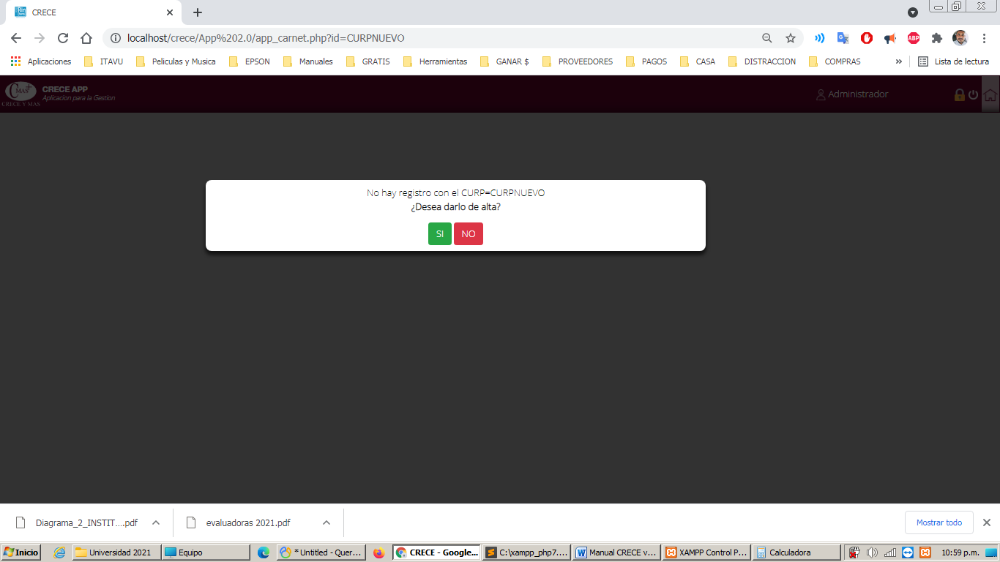 CRECE
localhost/crece/App%202.0/app_carnet.php?id=CURPNUEVO
ABP
Aplicaciones
ITAVU
Peliculas y Musica
EPSON
Manuales
GRATIS
Herramientas
GANAR $
PROVEEDORES
PAGOS
CASA
DISTRACCION
COMPRAS
»
Lista de lectura
C MAS+
CRECE Y MAS
CRECE APP
Aplicacion para la Gestion
Administrador
No hay registro con el CURP=CURPNUEVO
¿Desea darlo de alta?
SI NO
Diagrama_2_INSTIT....pdf
evaluadoras 2021.pdf
Mostrar todo
Inicio
Universidad 2021
Equipo
* Untitled - Quer...
CRECE - Google...
C:\xampp_php7....
Manual CRECE v...
XAMPP Control P...
Calculadora
10:59 p.m.